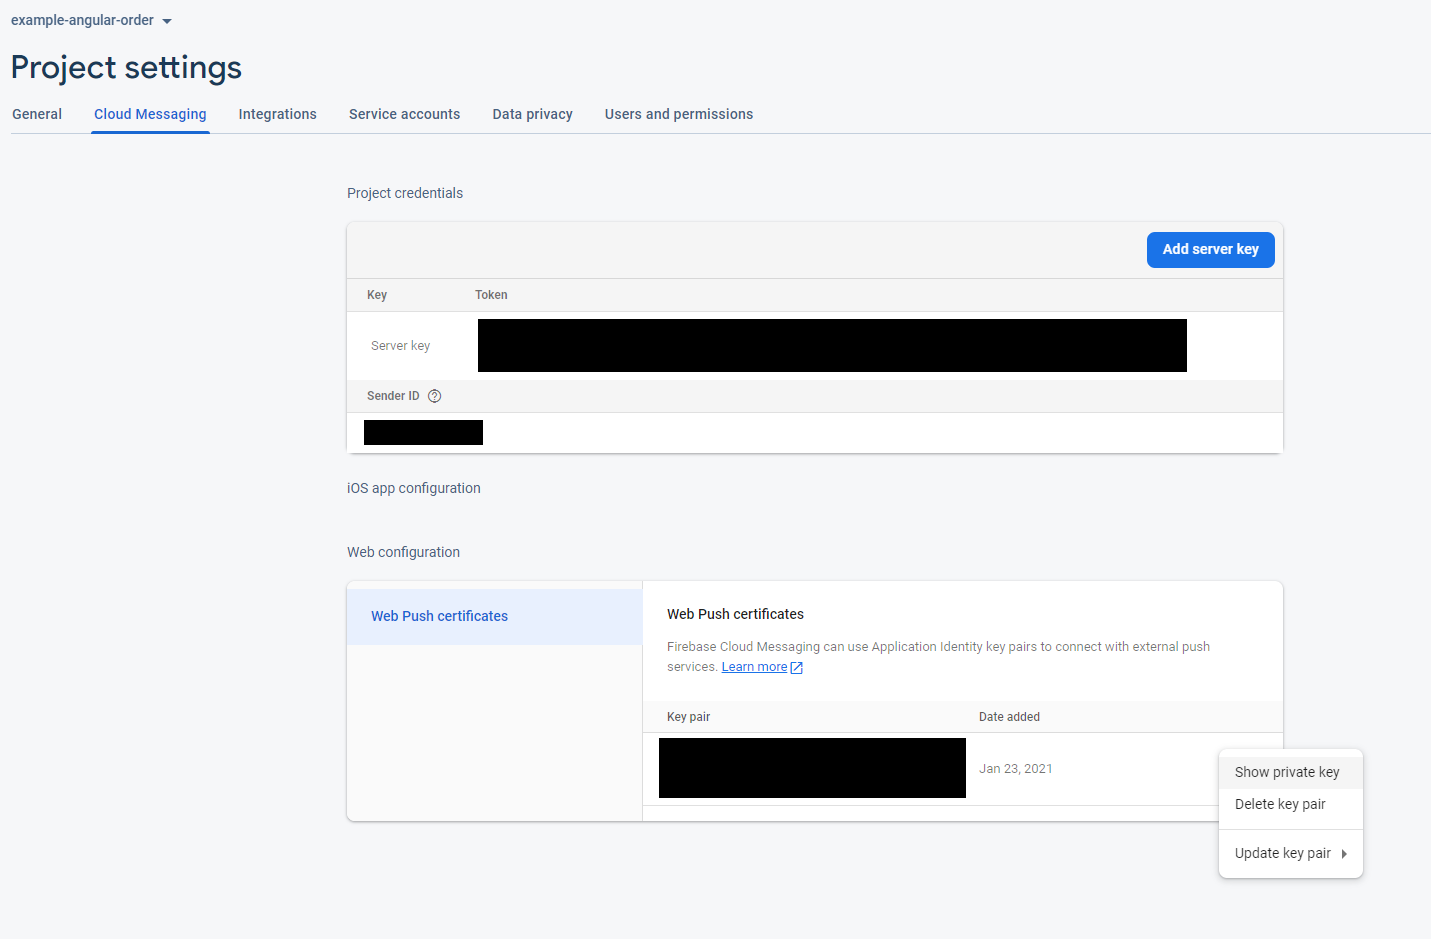 example-angular-order
Project settings
General Cloud Messaging Integrations Service accounts Data privacy Users and permissions
Project credentials
Add server key
Key Token
Server key
Sender ID
iOS app configuration
Web configuration
Web Push certificates
Web Push certificates
Firebase Cloud Messaging can use Application Identity key pairs to connect with external push
services. Learn more
Key pair Date added
Jan 23, 2021
Show private key
Delete key pair
Update key pair